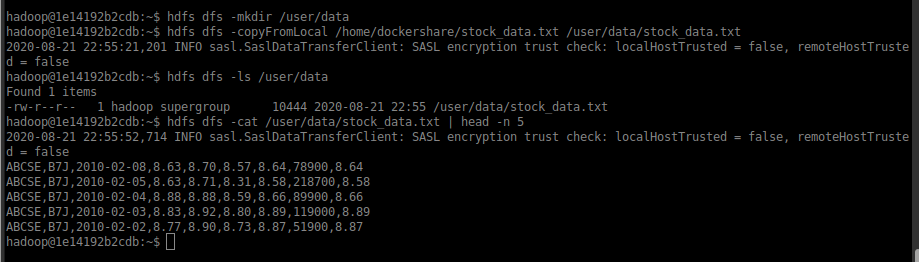 hadoop@1e14192b2cdb:~$ hdfs dfs -mkdir /user/data
hadoop@1e14192b2cdb:~$ hdfs dfs -copyFromLocal /home/dockershare/stock_data.txt /user/data/stock_data.txt
2020-08-21 22:55:21,201 INFO sasl.SaslDataTransferClient: SASL encryption trust check: localHostTrusted = false, remoteHostTruste
d = false
hadoop@1e14192b2cdb:~$ hdfs dfs -ls /user/data
Found 1 items
-rw-r--r--   1 hadoop supergroup      10444 2020-08-21 22:55 /user/data/stock_data.txt
hadoop@1e14192b2cdb:~$ hdfs dfs -cat /user/data/stock_data.txt | head -n 5
2020-08-21 22:55:52,714 INFO sasl.SaslDataTransferClient: SASL encryption trust check: localHostTrusted = false, remoteHostTruste
d = false
ABCSE,B7J,2010-02-08,8.63,8.70,8.57,8.64,78900,8.64
ABCSE,B7J,2010-02-05,8.63,8.71,8.31,8.58,218700,8.58
ABCSE,B7J,2010-02-04,8.88,8.88,8.59,8.66,89900,8.66
ABCSE,B7J,2010-02-03,8.83,8.92,8.80,8.89,119000,8.89
ABCSE,B7J,2010-02-02,8.77,8.90,8.73,8.87,51900,8.87
hadoop@1e14192b2cdb:~$